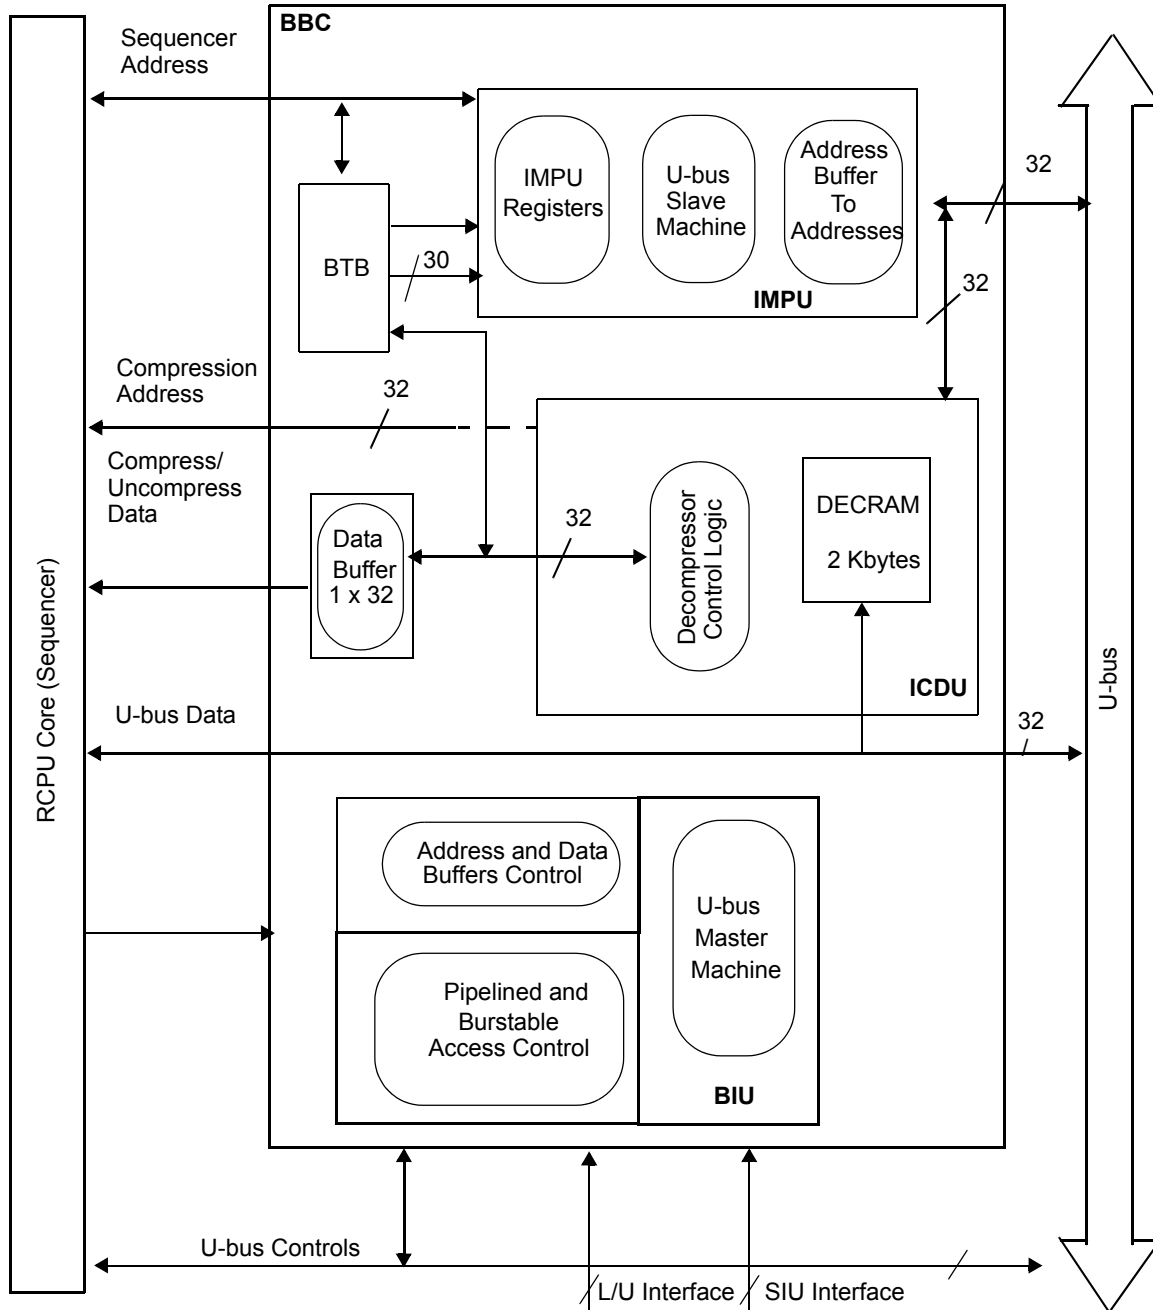 BBC
Sequencer
Address
IMPU
Registers
U-bus
Slave
Machine
Address
Buffer
To
Addresses
IMPU
32
BTB
30
32
Compression
Address
32
Compress/
Uncompress
Data
Data
Buffer
1 x 32
32
Decompressor
Control Logic
DECRAM
2 Kbytes
ICDU
RCPU Core (Sequencer)
U-bus
U-bus Data
32
Address and Data
Buffers Control
U-bus
Master
Machine
Pipelined and
Burstable
Access Control
BIU
U-bus Controls
L/U Interface
SIU Interface